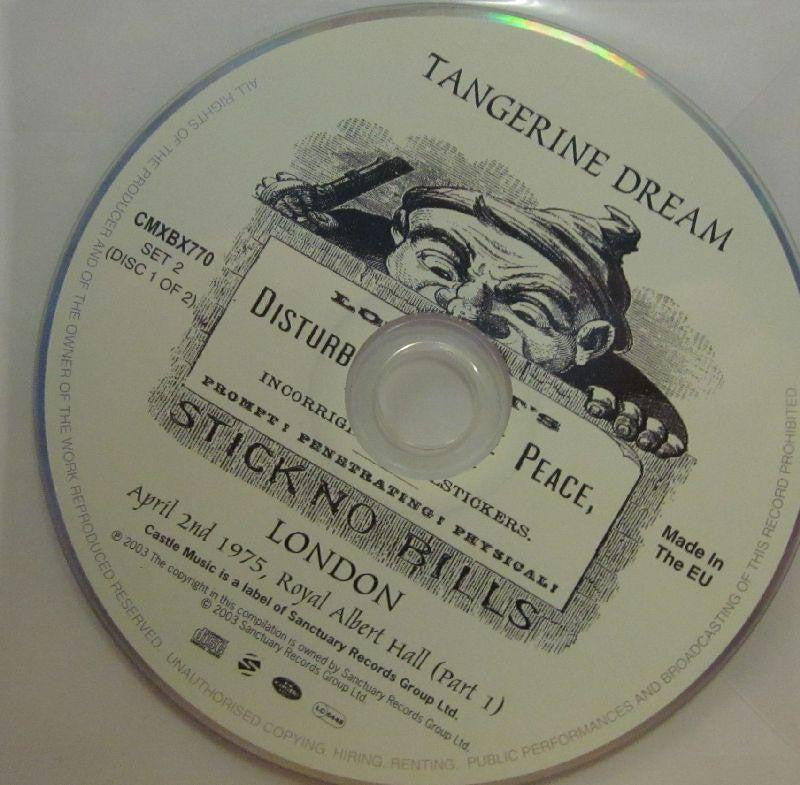 TANGERINE DREAM
CMXBX770
SET 2
(DISC 1 OF 2)
LO T'S
DISTURB PEACE,
INCORRIG LSTICKERS.
PROMPT! PENETRATING! PHYSICAL!
STICK NO BILLS
Made In
The EU
LONDON
April 2nd 1975, Royal Albert Hall (Part 1)
Castle Music is a label of Sanctuary Records Group Ltd.
℗ 2003 The copyright in this compilation is owned by Sanctuary Records Group Ltd.
© 2003 Sanctuary Records Group Ltd.
ALL RIGHTS OF THE PRODUCER AND OF THE OWNER OF THE WORK REPRODUCED RESERVED. UNAUTHORISED COPYING, HIRING, RENTING, PUBLIC PERFORMANCES AND BROADCASTING OF THIS RECORD PROHIBITED.